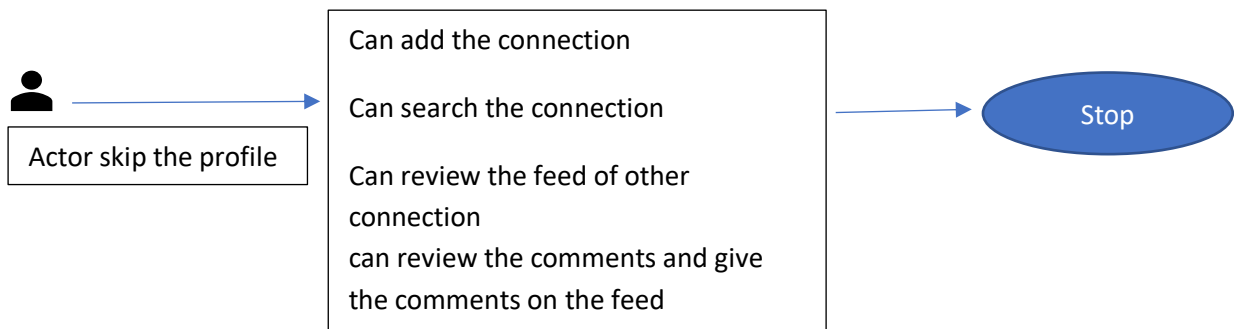 Actor skip the profile
Can add the connection
Can search the connection
Can review the feed of other
connection
can review the comments and give
the comments on the feed
Stop